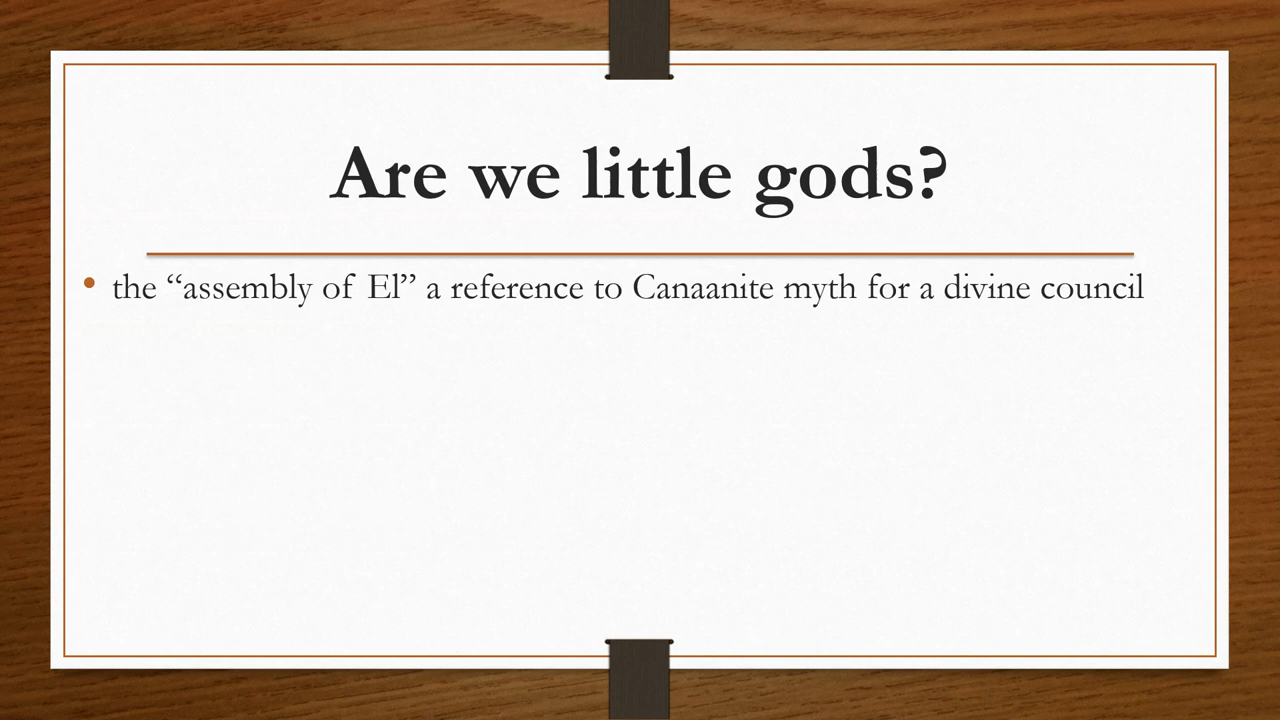 Are we little gods?
• the “assembly of El” a reference to Canaanite myth for a divine council